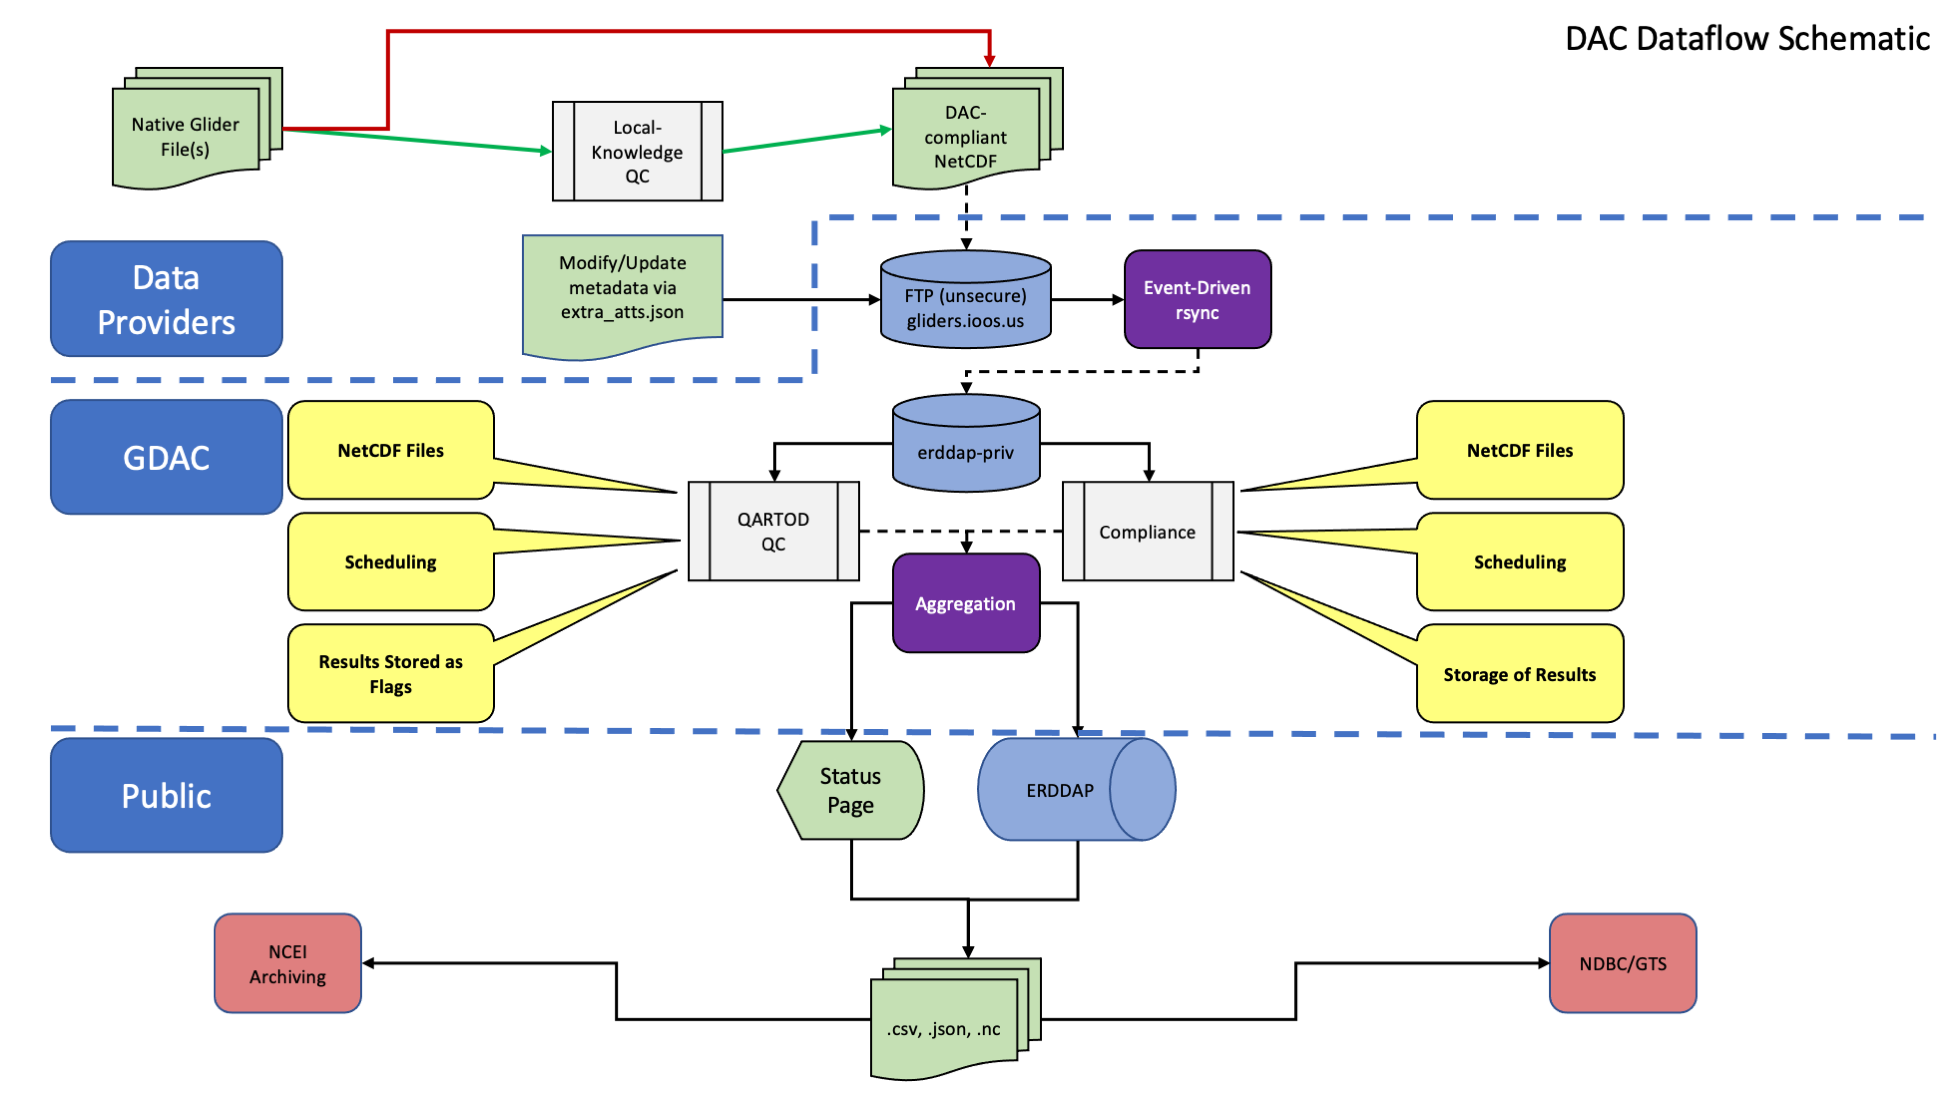 DAC Dataflow Schematic
Native Glider
File(s)
Local-
Knowledge
QC
DAC-
compliant
NetCDF
Data
Providers
Modify/Update
metadata via
extra_atts.json
FTP (unsecure)
gliders.ioos.us
Event-Driven
rsync
GDAC
NetCDF Files
erddap-priv
NetCDF Files
Scheduling
QARTOD
QC
Compliance
Scheduling
Aggregation
Results Stored as
Flags
Storage of Results
Public
Status
Page
ERDDAP
NCEI
Archiving
NDBC/GTS
.csv, .json, .nc